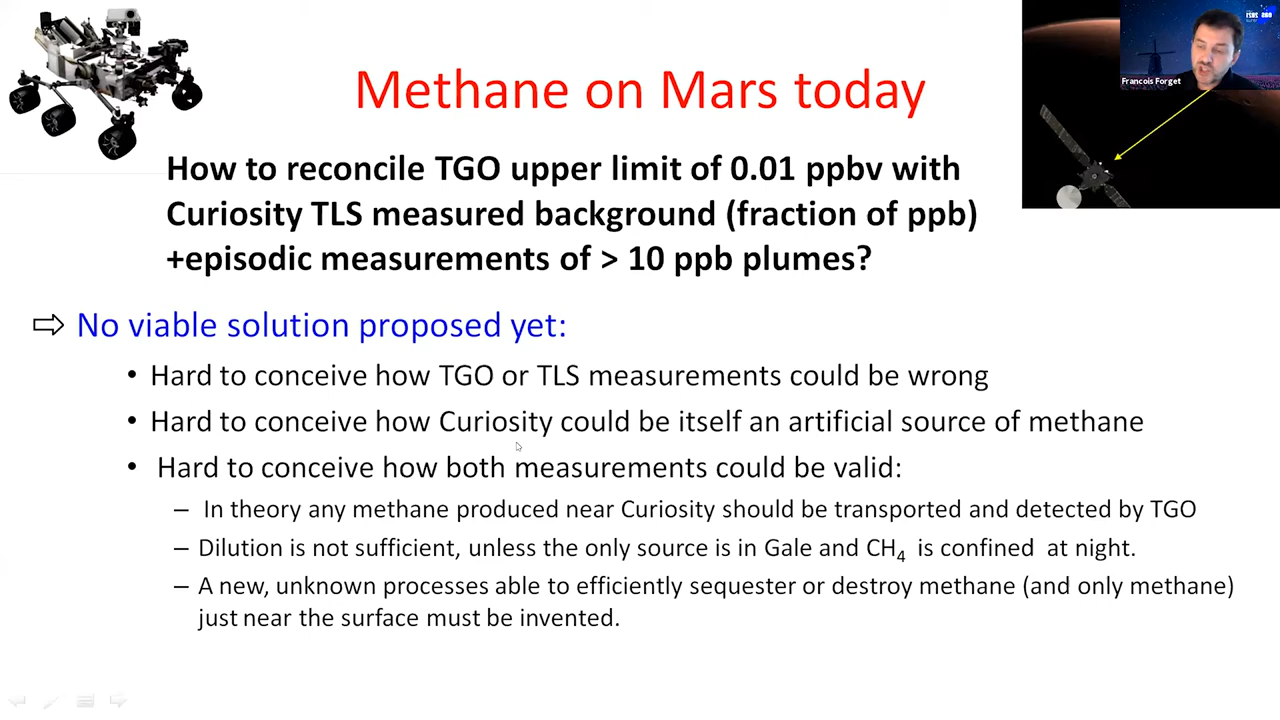 Methane on Mars today
Francois Forget
How to reconcile TGO upper limit of 0.01 ppbv with
Curiosity TLS measured background (fraction of ppb)
+episodic measurements of > 10 ppb plumes?
⇨ No viable solution proposed yet:
• Hard to conceive how TGO or TLS measurements could be wrong
• Hard to conceive how Curiosity could be itself an artificial source of methane
• Hard to conceive how both measurements could be valid:
– In theory any methane produced near Curiosity should be transported and detected by TGO
– Dilution is not sufficient, unless the only source is in Gale and CH₄ is confined at night.
– A new, unknown processes able to efficiently sequester or destroy methane (and only methane)
just near the surface must be invented.